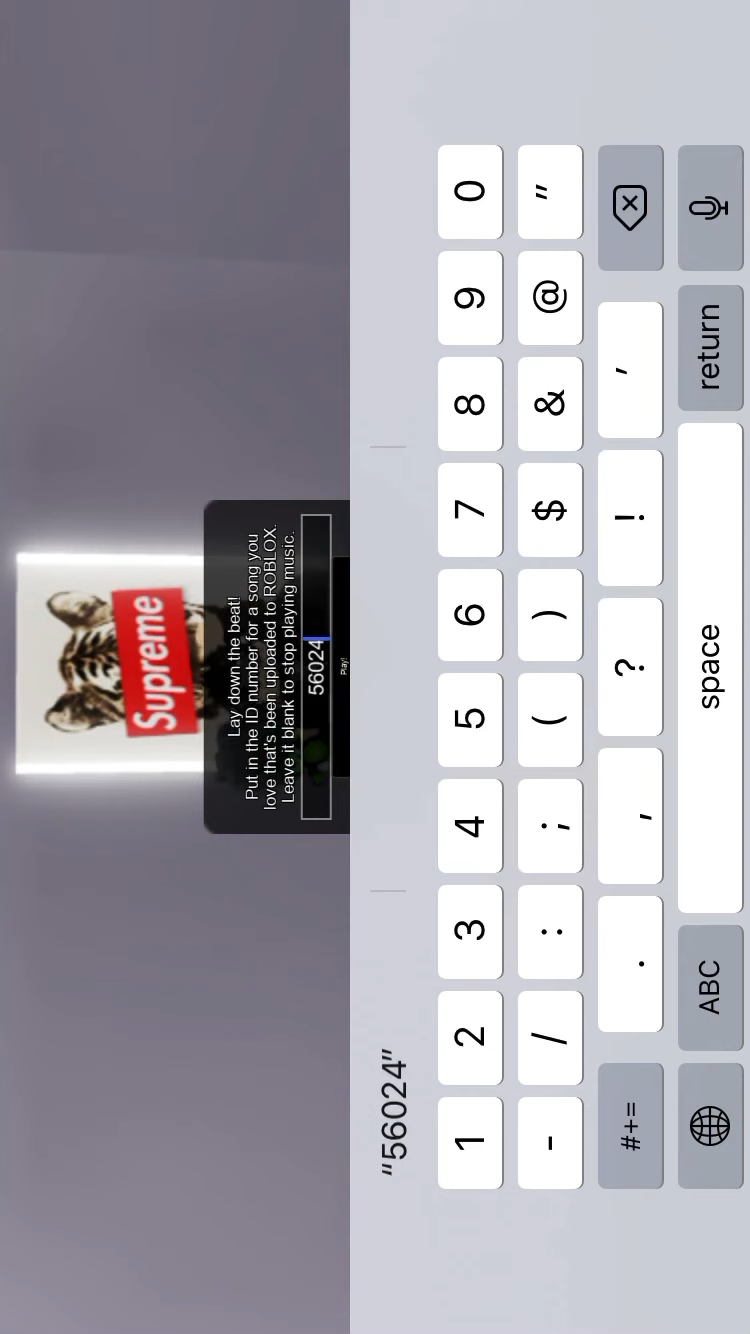 Supreme
Lay down the beat!
Put in the ID number for a song you
love that's been uploaded to ROBLOX.
Leave it blank to stop playing music.
56024
Play!
"56024"
1 2 3 4 5 6 7 8 9 0
- / : ; ( ) $ & @ "
#+= . , ? ! '
ABC space return